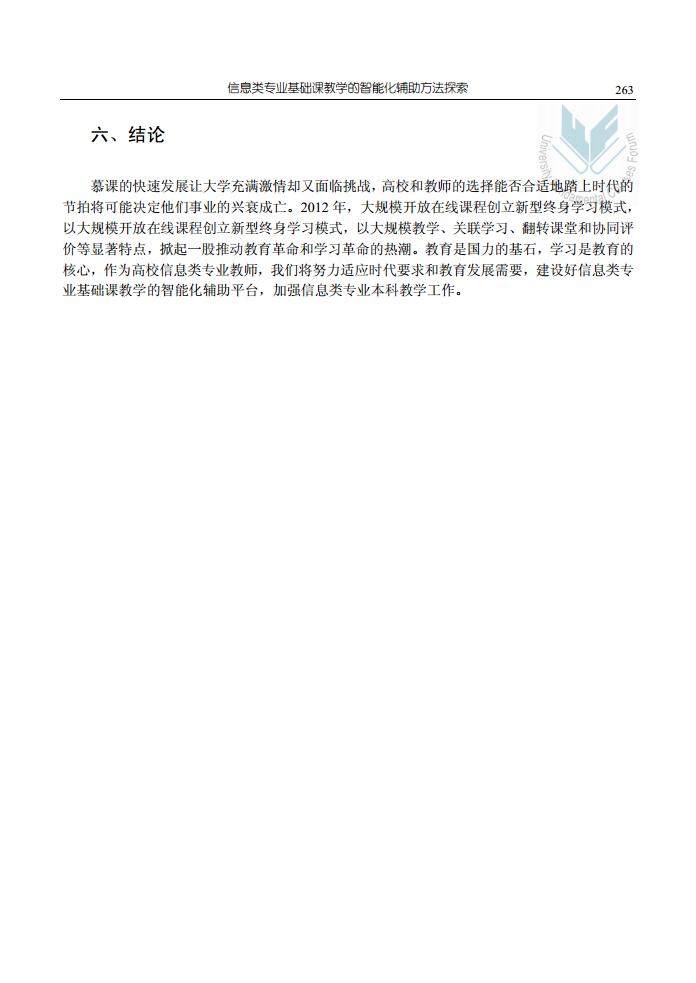 信息类专业基础课教学的智能化辅助方法探索 263
六、结论
慕课的快速发展让大学充满激情却又面临挑战，高校和教师的选择能否合适地踏上时代的
节拍将可能决定他们事业的兴衰成亡。2012 年，大规模开放在线课程创立新型终身学习模式，
以大规模开放在线课程创立新型终身学习模式，以大规模教学、关联学习、翻转课堂和协同评
价等显著特点，掀起一股推动教育革命和学习革命的热潮。教育是国力的基石，学习是教育的
核心，作为高校信息类专业教师，我们将努力适应时代要求和教育发展需要，建设好信息类专
业基础课教学的智能化辅助平台，加强信息类专业本科教学工作。